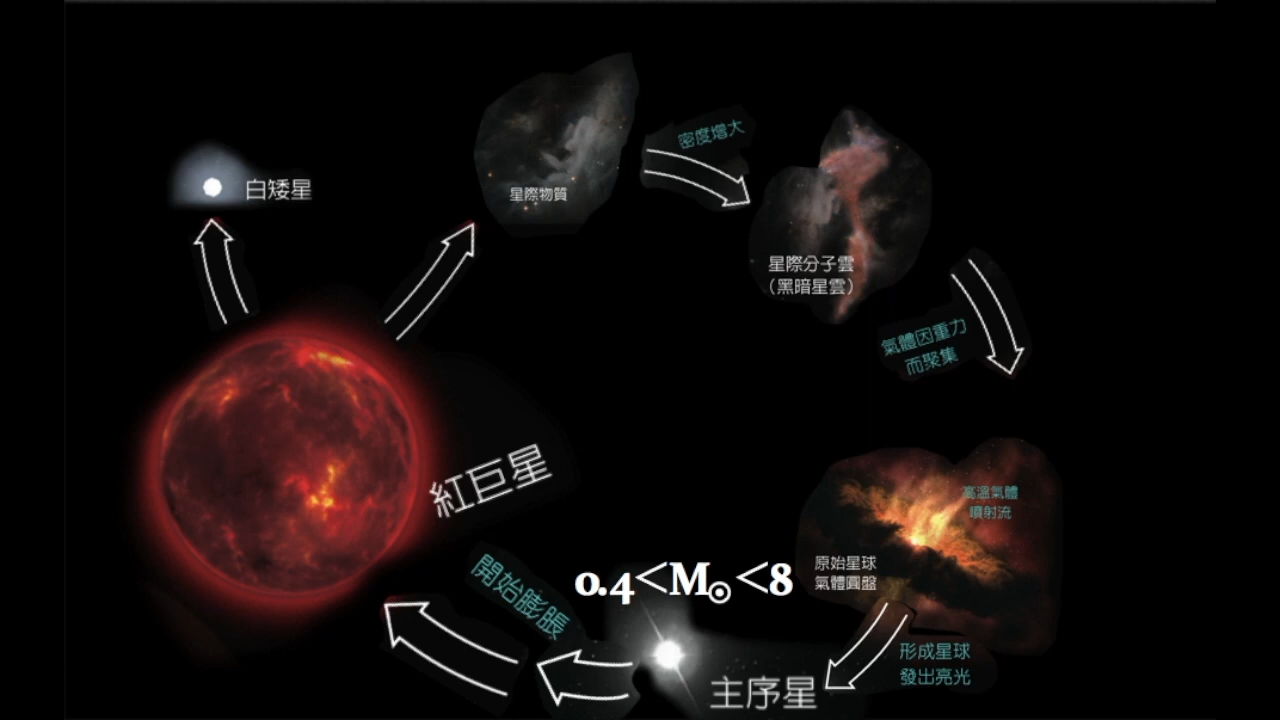 星際物質
密度增大
星際分子雲
（黑暗星雲）
氣體因重力
而聚集
高溫氣體
噴射流
原始星球
氣體圓盤
形成星球
發出亮光
主序星
0.4<M☉<8
開始膨脹
紅巨星
白矮星